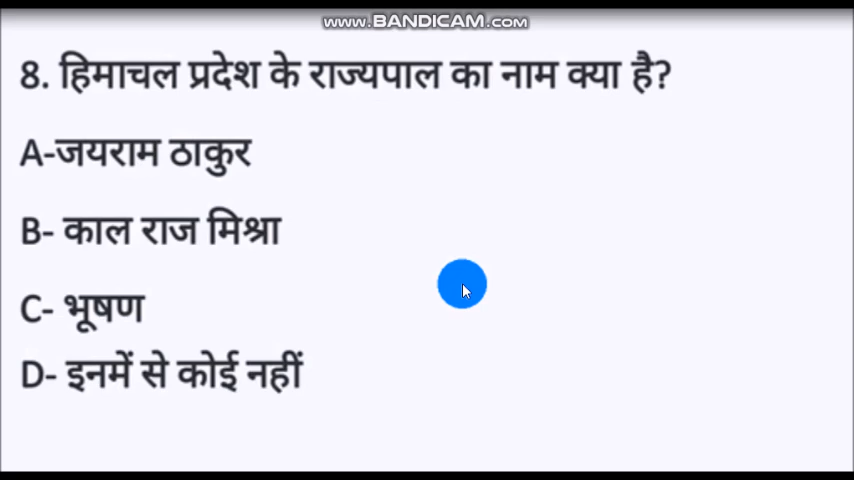 www.BANDICAM.com
8. हिमाचल प्रदेश के राज्यपाल का नाम क्या है?
A-जयराम ठाकुर
B- काल राज मिश्रा
C- भूषण
D- इनमें से कोई नहीं